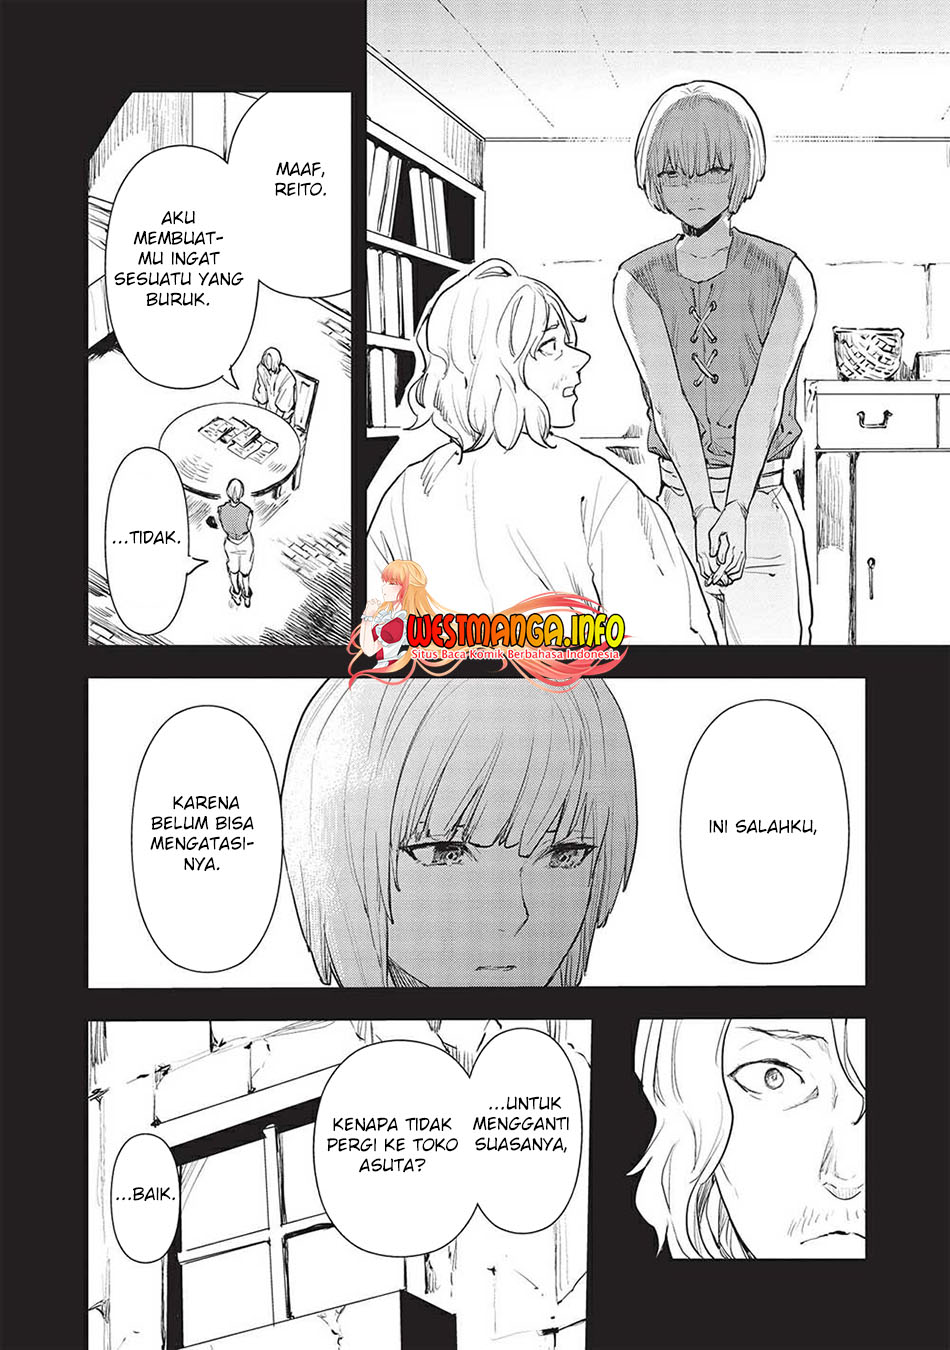 MAAF,
REITO.
AKU
MEMBUAT-
MU INGAT
SESUATU YANG
BURUK.
...TIDAK.
WESTMANGA.INFO
Situs Baca Komik Berbahasa Indonesia
INI SALAHKU,
KARENA
BELUM BISA
MENGATASI-
NYA.
...UNTUK
MENGGANTI
SUASANYA,
KENAPA TIDAK
PERGI KE TOKO
ASUTA?
...BAIK.